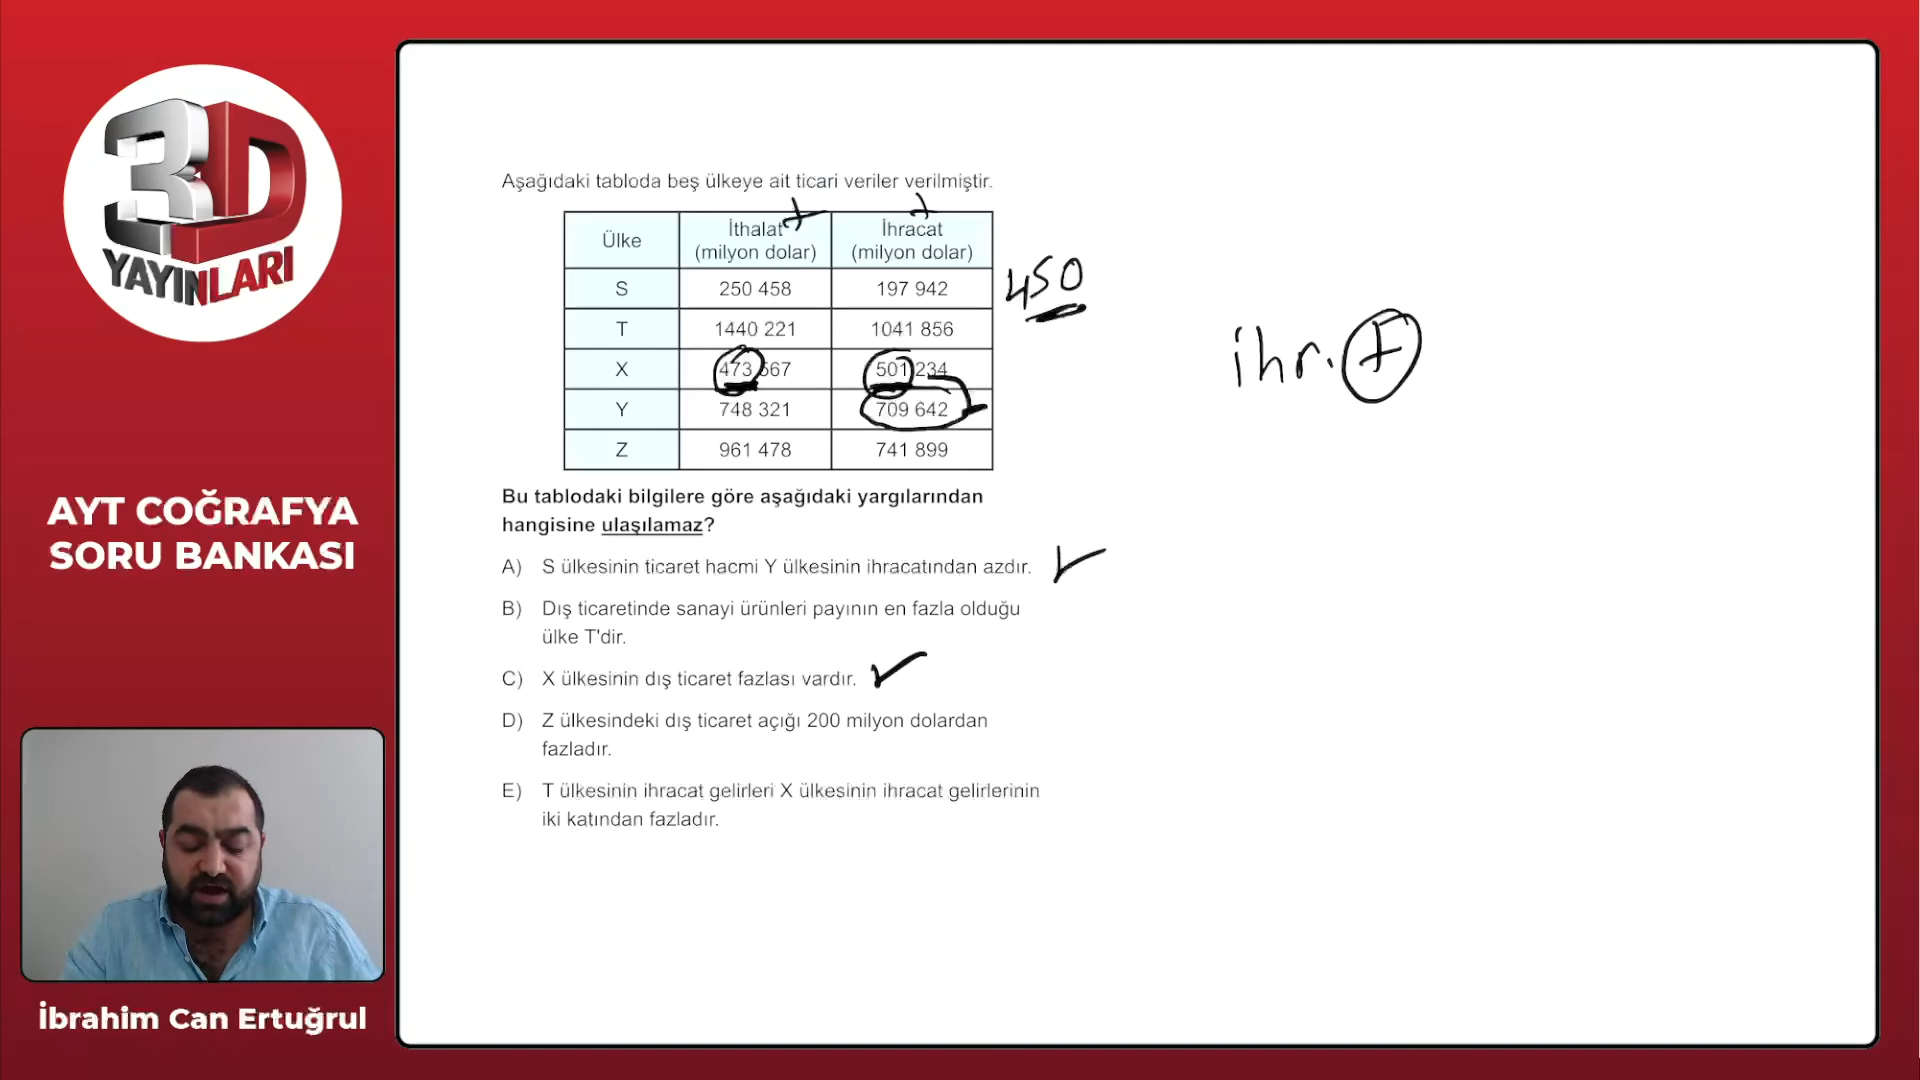 3D
YAYINLARI
AYT COĞRAFYA
SORU BANKASI
İbrahim Can Ertuğrul
Aşağıdaki tabloda beş ülkeye ait ticari veriler verilmiştir.
Ülke İthalat (milyon dolar) İhracat (milyon dolar)
S 250 458 197 942
T 1440 221 1041 856
X 473 567 501 234
Y 748 321 709 642
Z 961 478 741 899
450
ihr. +
Bu tablodaki bilgilere göre aşağıdaki yargılarından
hangisine ulaşılamaz?
A) S ülkesinin ticaret hacmi Y ülkesinin ihracatından azdır.
B) Dış ticaretinde sanayi ürünleri payının en fazla olduğu
ülke T'dir.
C) X ülkesinin dış ticaret fazlası vardır.
D) Z ülkesindeki dış ticaret açığı 200 milyon dolardan
fazladır.
E) T ülkesinin ihracat gelirleri X ülkesinin ihracat gelirlerinin
iki katından fazladır.